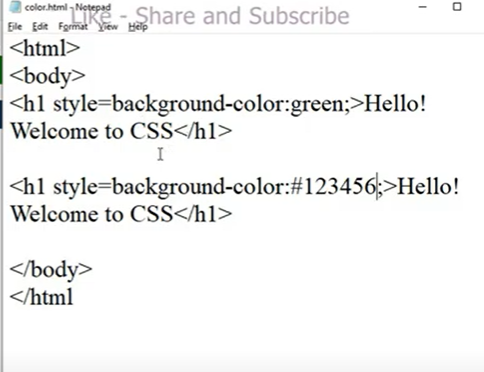 color.html - Notepad
Like - Share and Subscribe
File Edit Format View Help
<html>
<body>
<h1 style=background-color:green;>Hello!
Welcome to CSS</h1>
<h1 style=background-color:#123456;>Hello!
Welcome to CSS</h1>
</body>
</html